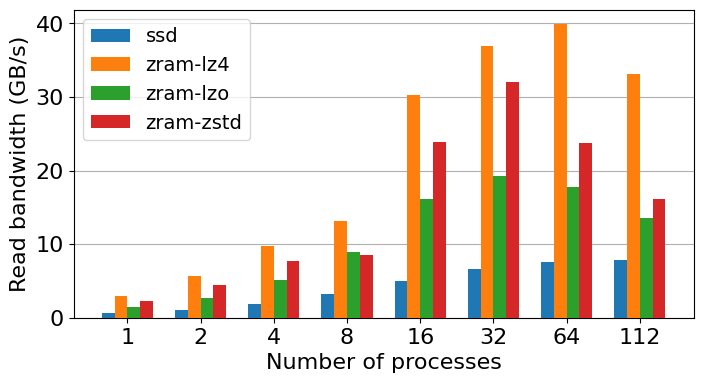 Read bandwidth (GB/s)
40
30
20
10
0
ssd
zram-lz4
zram-lzo
zram-zstd
1 2 4 8 16 32 64 112
Number of processes